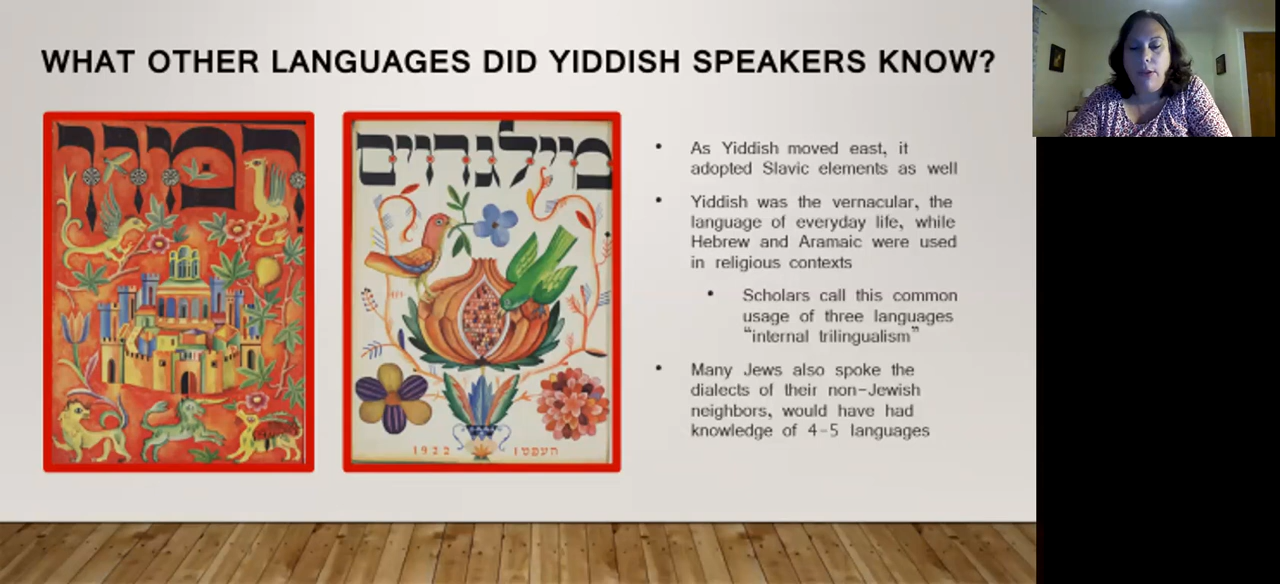 WHAT OTHER LANGUAGES DID YIDDISH SPEAKERS KNOW?
רמון
מילגרוים
1922 העפט 1
• As Yiddish moved east, it
adopted Slavic elements as well
• Yiddish was the vernacular, the
language of everyday life, while
Hebrew and Aramaic were used
in religious contexts
• Scholars call this common
usage of three languages
“internal trilingualism”
• Many Jews also spoke the
dialects of their non-Jewish
neighbors, would have had
knowledge of 4-5 languages